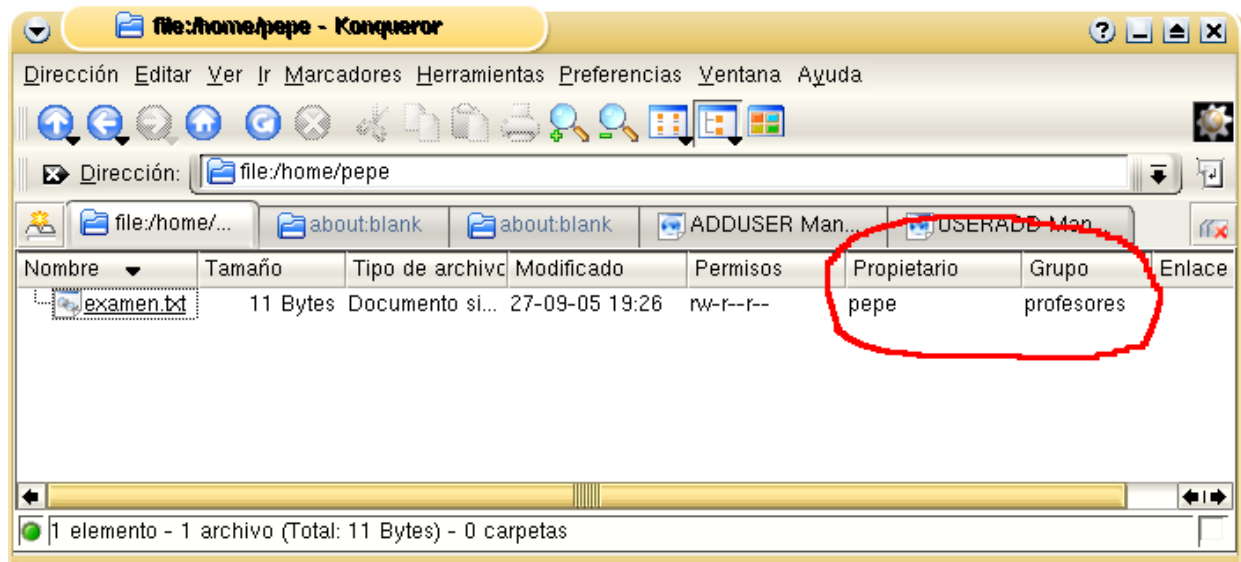 file:/home/pepe - Konqueror
Dirección Editar Ver Ir Marcadores Herramientas Preferencias Ventana Ayuda
Dirección: file:/home/pepe
file:/home/... about:blank about:blank ADDUSER Man... USERADD Man...
Nombre Tamaño Tipo de archivo Modificado Permisos Propietario Grupo Enlace
examen.txt 11 Bytes Documento si... 27-09-05 19:26 rw-r--r-- pepe profesores
1 elemento - 1 archivo (Total: 11 Bytes) - 0 carpetas